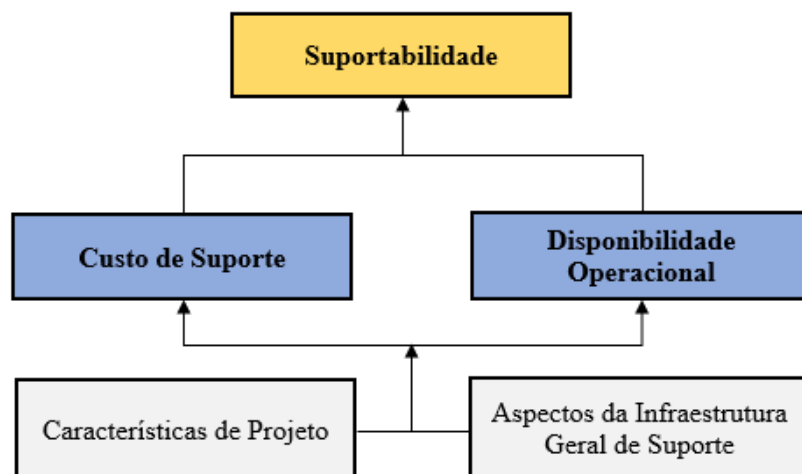 Suportabilidade
Custo de Suporte
Disponibilidade
Operacional
Características de Projeto
Aspectos da Infraestrutura
Geral de Suporte